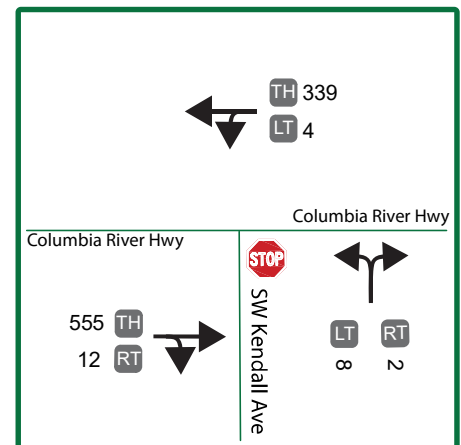 TH 339
LT 4
Columbia River Hwy
Columbia River Hwy
STOP
SW Kendall Ave
555 TH
12 RT
LT RT
8 2